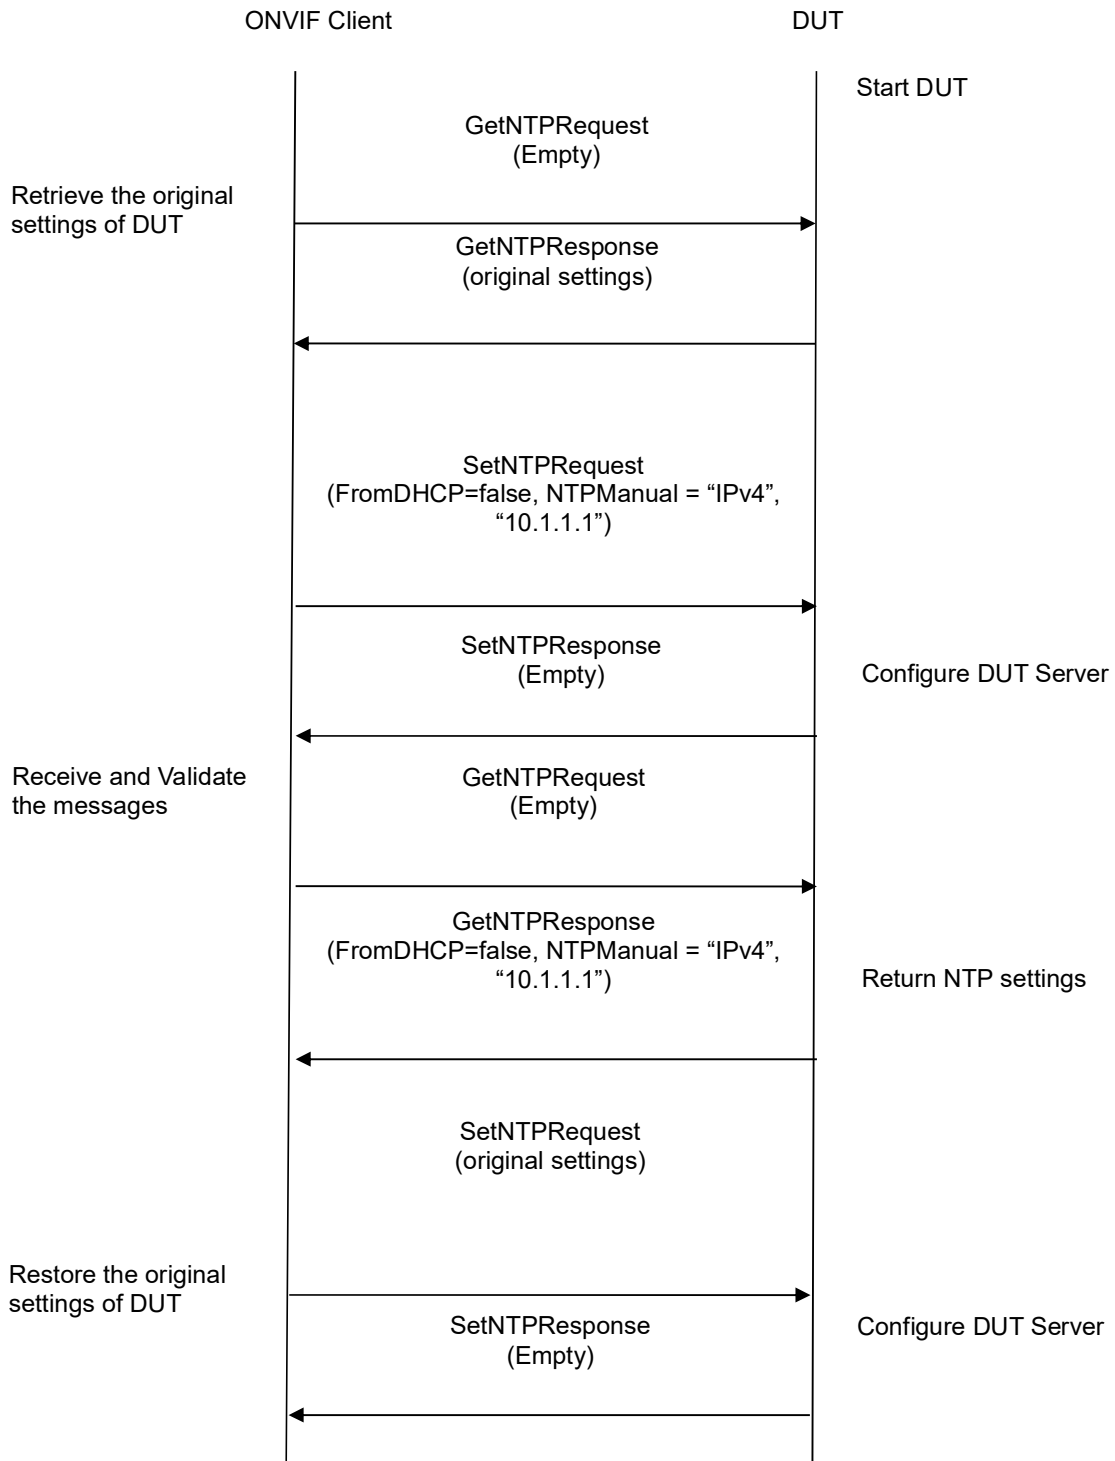 ONVIF Client
DUT
Start DUT
GetNTPRequest
(Empty)
Retrieve the original
settings of DUT
GetNTPResponse
(original settings)
SetNTPRequest
(FromDHCP=false, NTPManual = “IPv4”,
“10.1.1.1”)
SetNTPResponse
(Empty)
Configure DUT Server
Receive and Validate
the messages
GetNTPRequest
(Empty)
GetNTPResponse
(FromDHCP=false, NTPManual = “IPv4”,
“10.1.1.1”)
Return NTP settings
SetNTPRequest
(original settings)
Restore the original
settings of DUT
SetNTPResponse
(Empty)
Configure DUT Server